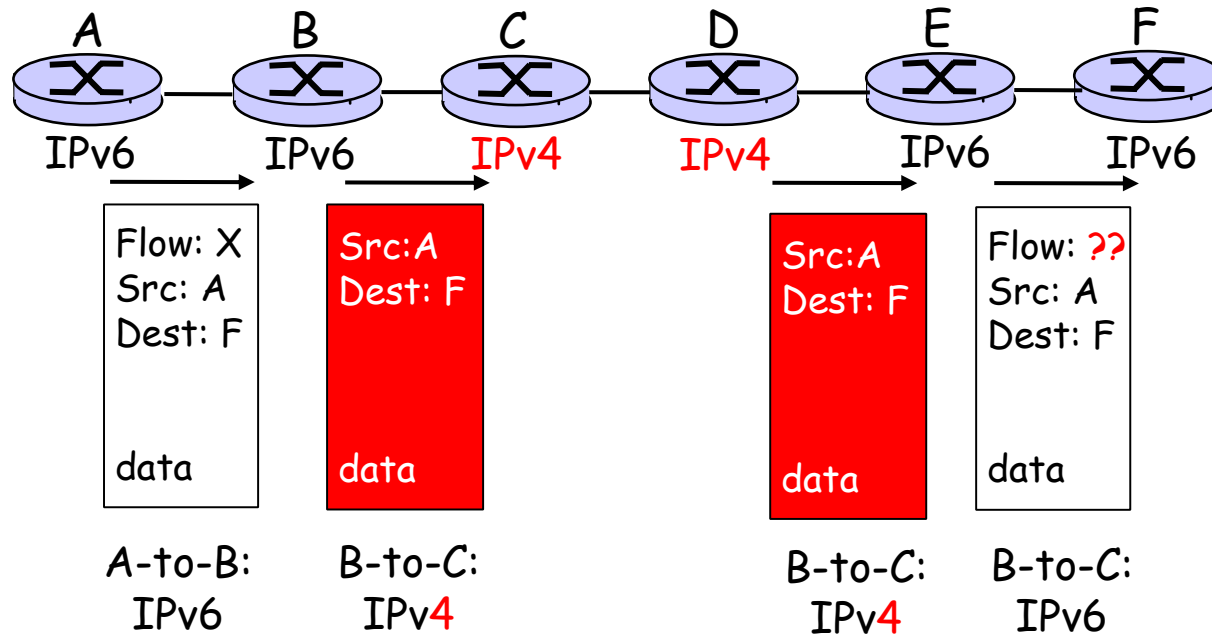 A B C D E F
IPv6 IPv6 IPv4 IPv4 IPv6 IPv6
Flow: X
Src: A
Dest: F
data
Src:A
Dest: F
data
Src:A
Dest: F
data
Flow: ??
Src: A
Dest: F
data
A-to-B:
IPv6
B-to-C:
IPv4
B-to-C:
IPv4
B-to-C:
IPv6